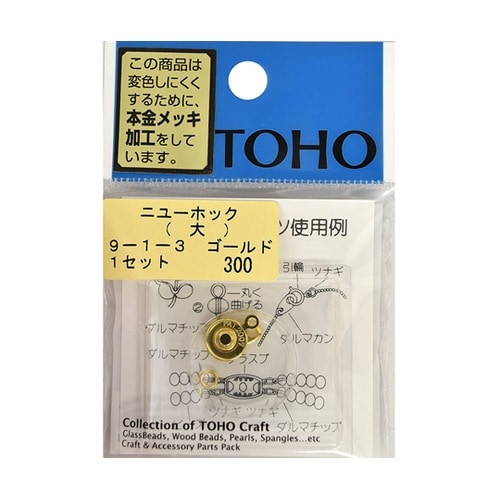 この商品は
変色しにくく
するために、
本金メッキ
加工をして
います。
TOHO
ニューホック
( 大 )
9-1-3 ゴールド
1セット 300
ツ使用例
引輪 ツナギ
② 一丸く
曲げる
ダルマチップ
ダルマカン
ダルマチップ
クラスプ
ツナギ ツナギ ダルマチップ
Collection of TOHO Craft
GlassBeads, Wood Beads, Pearls, Spangles...etc
Craft & Accessory Parts Pack